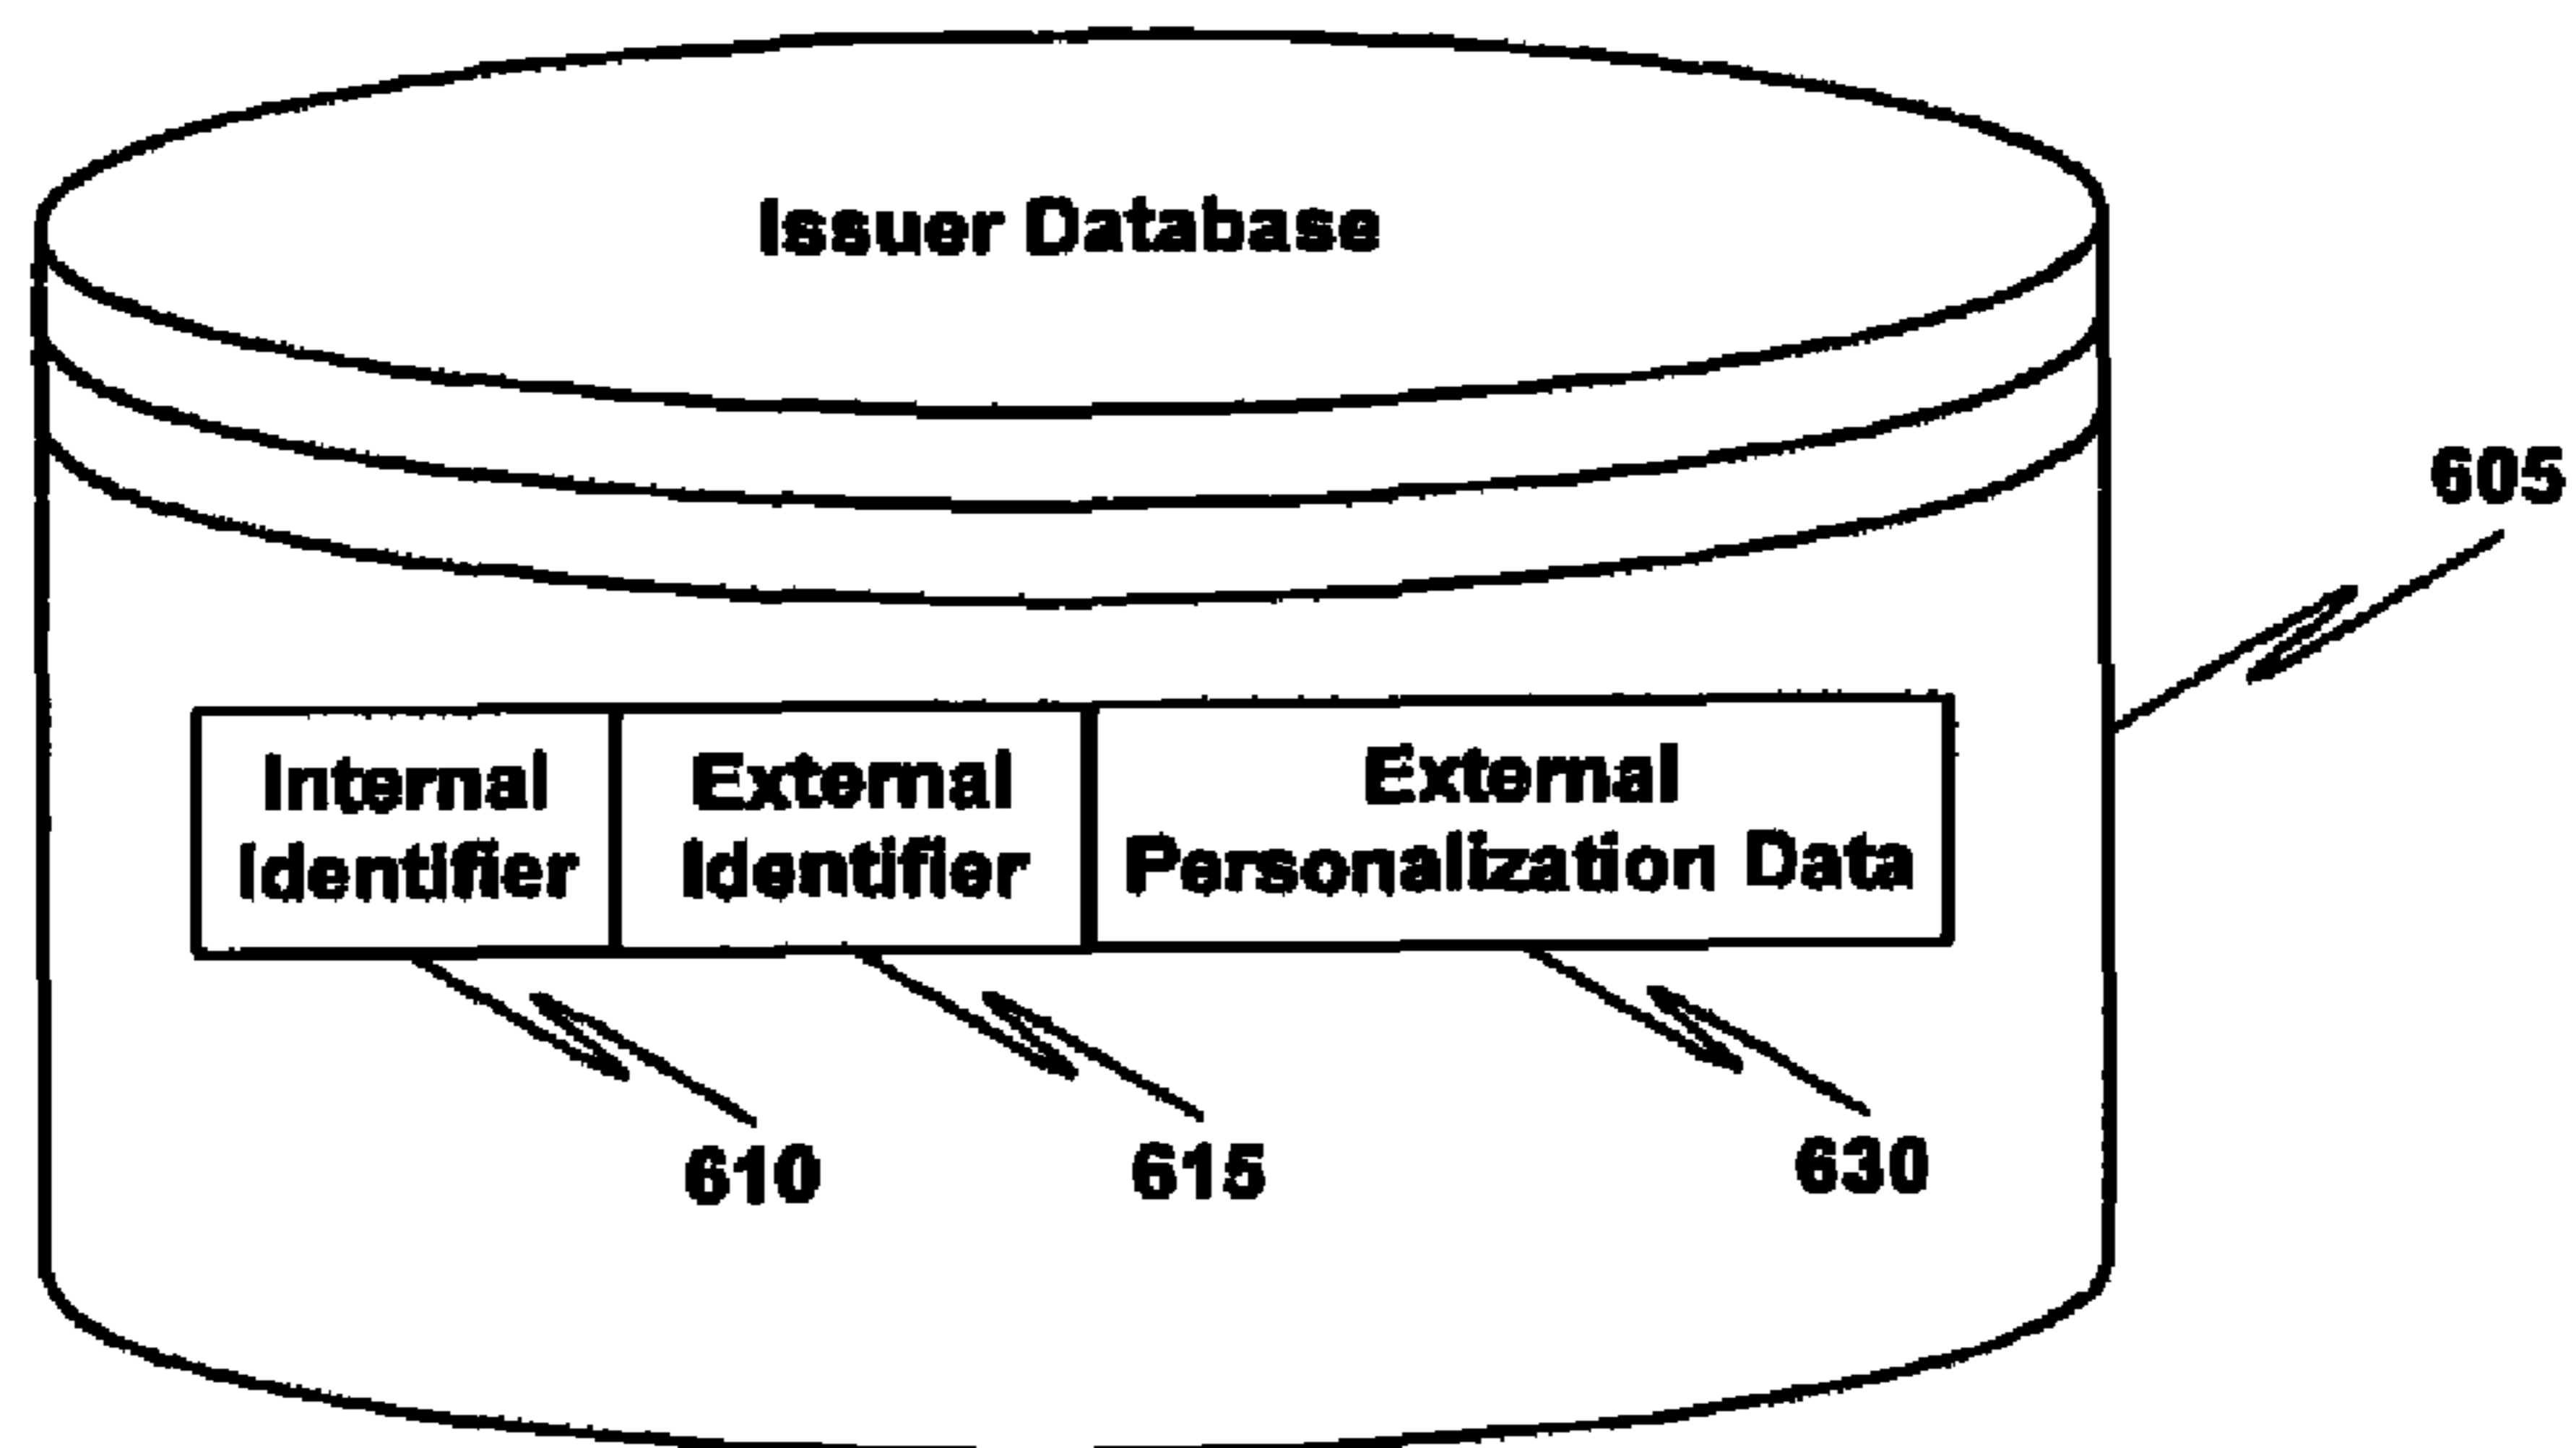 Issuer Database
605
Internal
Identifier
External
Identifier
External
Personalization Data
610
615
630